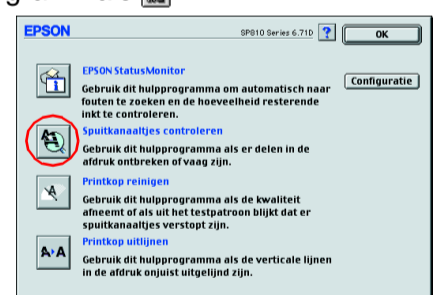 EPSON
SP810 Series 6.71D
?
OK
EPSON StatusMonitor
Gebruik dit hulpprogramma om automatisch naar
fouten te zoeken en de hoeveelheid resterende
inkt te controleren.
Configuratie
Spuitkanaaltjes controleren
Gebruik dit hulpprogramma als er delen in de
afdruk ontbreken of vaag zijn.
Printkop reinigen
Gebruik dit hulpprogramma als de kwaliteit
afneemt of als uit het testpatroon blijkt dat er
spuitkanaaltjes verstopt zijn.
Printkop uitlijnen
Gebruik dit hulpprogramma als de verticale lijnen
in de afdruk onjuist uitgelijnd zijn.